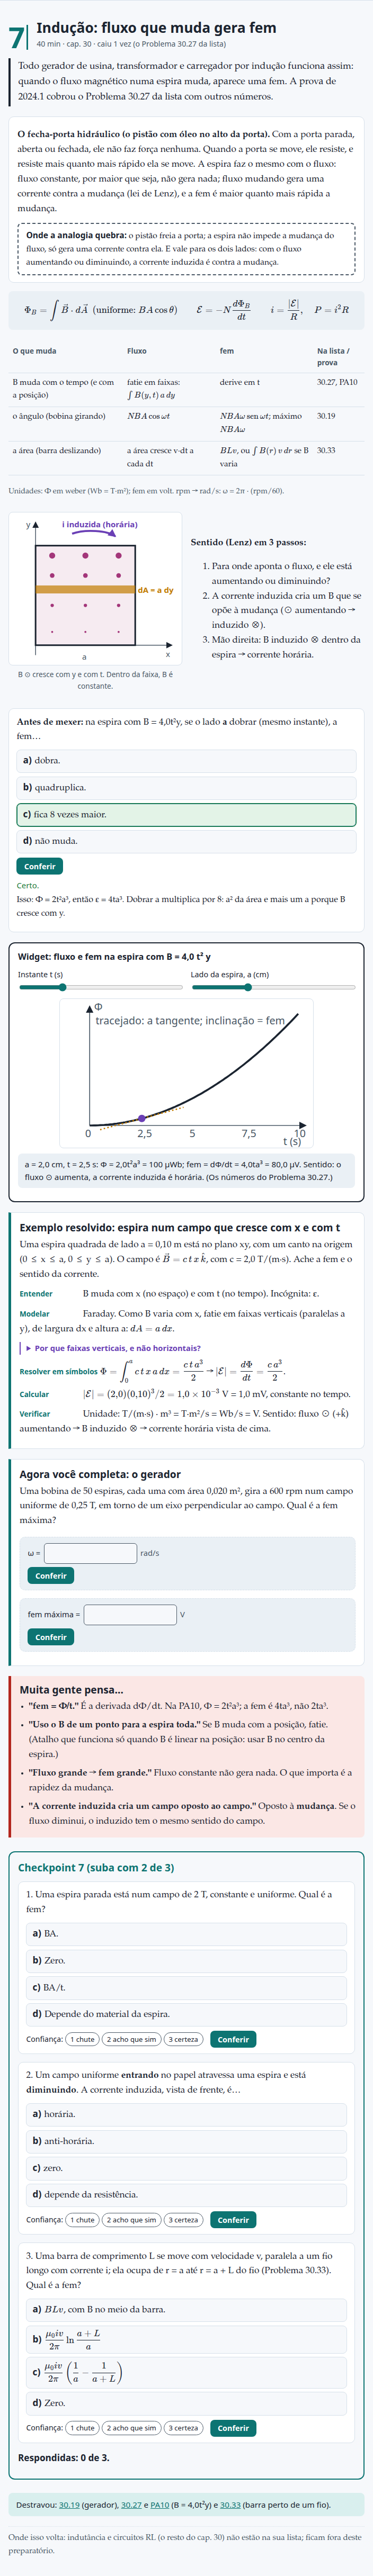 7 Indução: fluxo que muda gera fem
40 min · cap. 30 · caiu 1 vez (o Problema 30.27 da lista)
Todo gerador de usina, transformador e carregador por indução funciona assim:
quando o fluxo magnético numa espira muda, aparece uma fem. A prova de
2024.1 cobrou o Problema 30.27 da lista com outros números.
O fecha-porta hidráulico (o pistão com óleo no alto da porta). Com a porta parada,
aberta ou fechada, ele não faz força nenhuma. Quando a porta se move, ele resiste, e
resiste mais quanto mais rápido ela se move. A espira faz o mesmo com o fluxo:
fluxo constante, por maior que seja, não gera nada; fluxo mudando gera uma
corrente contra a mudança (lei de Lenz), e a fem é maior quanto mais rápida a
mudança.
Onde a analogia quebra: o pistão freia a porta; a espira não impede a mudança do
fluxo, só gera uma corrente contra ela. E vale para os dois lados: com o fluxo
aumentando ou diminuindo, a corrente induzida é contra a mudança.
Φ_B = ∫ B⃗ · dA⃗ (uniforme: BA cos θ)   ℰ = −N dΦ_B/dt   i = |ℰ|/R,   P = i²R
O que muda Fluxo fem Na lista / prova
B muda com o tempo (e com a posição) fatie em faixas: ∫ B(y, t) a dy derive em t 30.27, PA10
o ângulo (bobina girando) NBA cos ωt NBAω sen ωt; máximo NBAω 30.19
a área (barra deslizando) a área cresce v·dt a cada dt BLv, ou ∫ B(r) v dr se B varia 30.33
Unidades: Φ em weber (Wb = T·m²); fem em volt. rpm → rad/s: ω = 2π · (rpm/60).
y
i induzida (horária)
dA = a dy
a
x
B ⊙ cresce com y e com t. Dentro da faixa, B é
constante.
Sentido (Lenz) em 3 passos:
1. Para onde aponta o fluxo, e ele está
aumentando ou diminuindo?
2. A corrente induzida cria um B que se
opõe à mudança (⊙ aumentando →
induzido ⊗).
3. Mão direita: B induzido ⊗ dentro da
espira → corrente horária.
Antes de mexer: na espira com B = 4,0t²y, se o lado a dobrar (mesmo instante), a
fem…
a) dobra.
b) quadruplica.
c) fica 8 vezes maior.
d) não muda.
Conferir
Certo.
Isso: Φ = 2t²a³, então ε = 4ta³. Dobrar a multiplica por 8: a² da área e mais um a porque B
cresce com y.
Widget: fluxo e fem na espira com B = 4,0 t² y
Instante t (s)
Lado da espira, a (cm)
Φ
tracejado: a tangente; inclinação = fem
0 2,5 5 7,5 10
t (s)
a = 2,0 cm, t = 2,5 s: Φ = 2,0t²a³ = 100 µWb; fem = dΦ/dt = 4,0ta³ = 80,0 µV. Sentido: o
fluxo ⊙ aumenta, a corrente induzida é horária. (Os números do Problema 30.27.)
Exemplo resolvido: espira num campo que cresce com x e com t
Uma espira quadrada de lado a = 0,10 m está no plano xy, com um canto na origem
(0 ≤ x ≤ a, 0 ≤ y ≤ a). O campo é B⃗ = c t x k̂, com c = 2,0 T/(m·s). Ache a fem e o
sentido da corrente.
Entender B muda com x (no espaço) e com t (no tempo). Incógnita: ε.
Modelar Faraday. Como B varia com x, fatie em faixas verticais (paralelas a
y), de largura dx e altura a: dA = a dx.
▸ Por que faixas verticais, e não horizontais?
Resolver em símbolos Φ = ∫₀ᵃ c t x a dx = c t a³/2 → |ℰ| = dΦ/dt = c a³/2.
Calcular |ℰ| = (2,0)(0,10)³/2 = 1,0 × 10⁻³ V = 1,0 mV, constante no tempo.
Verificar Unidade: T/(m·s) · m³ = T·m²/s = Wb/s = V. Sentido: fluxo ⊙ (+k̂)
aumentando → B induzido ⊗ → corrente horária vista de cima.
Agora você completa: o gerador
Uma bobina de 50 espiras, cada uma com área 0,020 m², gira a 600 rpm num campo
uniforme de 0,25 T, em torno de um eixo perpendicular ao campo. Qual é a fem
máxima?
ω = rad/s
Conferir
fem máxima = V
Conferir
Muita gente pensa…
• "fem = Φ/t." É a derivada dΦ/dt. Na PA10, Φ = 2t²a³; a fem é 4ta³, não 2ta³.
• "Uso o B de um ponto para a espira toda." Se B muda com a posição, fatie.
(Atalho que funciona só quando B é linear na posição: usar B no centro da
espira.)
• "Fluxo grande → fem grande." Fluxo constante não gera nada. O que importa é a
rapidez da mudança.
• "A corrente induzida cria um campo oposto ao campo." Oposto à mudança. Se o
fluxo diminui, o induzido tem o mesmo sentido do campo.
Checkpoint 7 (suba com 2 de 3)
1. Uma espira parada está num campo de 2 T, constante e uniforme. Qual é a
fem?
a) BA.
b) Zero.
c) BA/t.
d) Depende do material da espira.
Confiança: 1 chute 2 acho que sim 3 certeza Conferir
2. Um campo uniforme entrando no papel atravessa uma espira e está
diminuindo. A corrente induzida, vista de frente, é…
a) horária.
b) anti-horária.
c) zero.
d) depende da resistência.
Confiança: 1 chute 2 acho que sim 3 certeza Conferir
3. Uma barra de comprimento L se move com velocidade v, paralela a um fio
longo com corrente i; ela ocupa de r = a até r = a + L do fio (Problema 30.33).
Qual é a fem?
a) BLv, com B no meio da barra.
b) μ₀iv/2π ln (a + L)/a
c) μ₀iv/2π (1/a − 1/(a + L))
d) Zero.
Confiança: 1 chute 2 acho que sim 3 certeza Conferir
Respondidas: 0 de 3.
Destravou: 30.19 (gerador), 30.27 e PA10 (B = 4,0t²y) e 30.33 (barra perto de um fio).
Onde isso volta: indutância e circuitos RL (o resto do cap. 30) não estão na sua lista; ficam fora deste
preparatório.